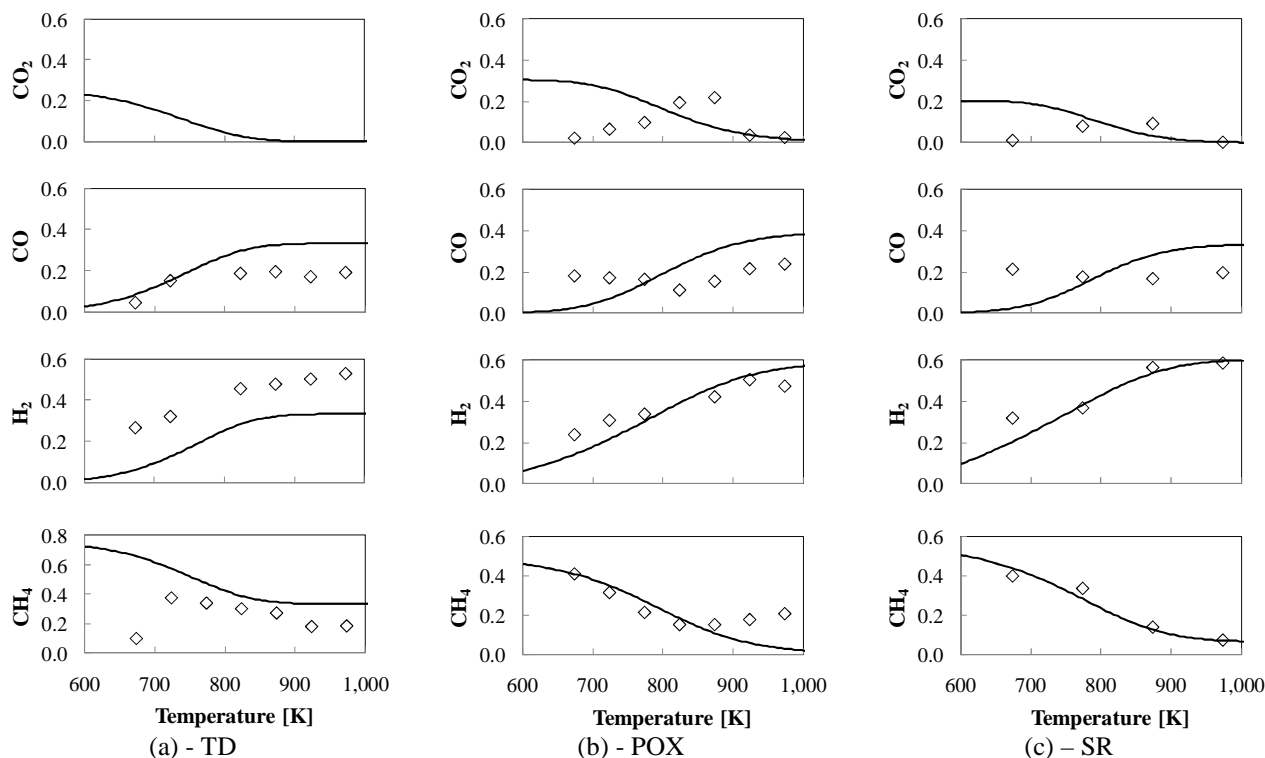 0.6 0.6 0.6
0.4 0.4 0.4
CO2 CO2 CO2
0.2 0.2 0.2
0.0 0.0 0.0
0.6 0.6 0.6
0.4 0.4 0.4
CO CO CO
0.2 0.2 0.2
0.0 0.0 0.0
0.6 0.6 0.6
0.4 0.4 0.4
H2 H2 H2
0.2 0.2 0.2
0.0 0.0 0.0
0.8 0.6 0.6
0.6 0.4 0.4
CH4 CH4 CH4
0.4 0.2 0.2
0.2
0.0 0.0 0.0
600 700 800 900 1,000 600 700 800 900 1,000 600 700 800 900 1,000
Temperature [K] Temperature [K] Temperature [K]
(a) - TD (b) - POX (c) – SR